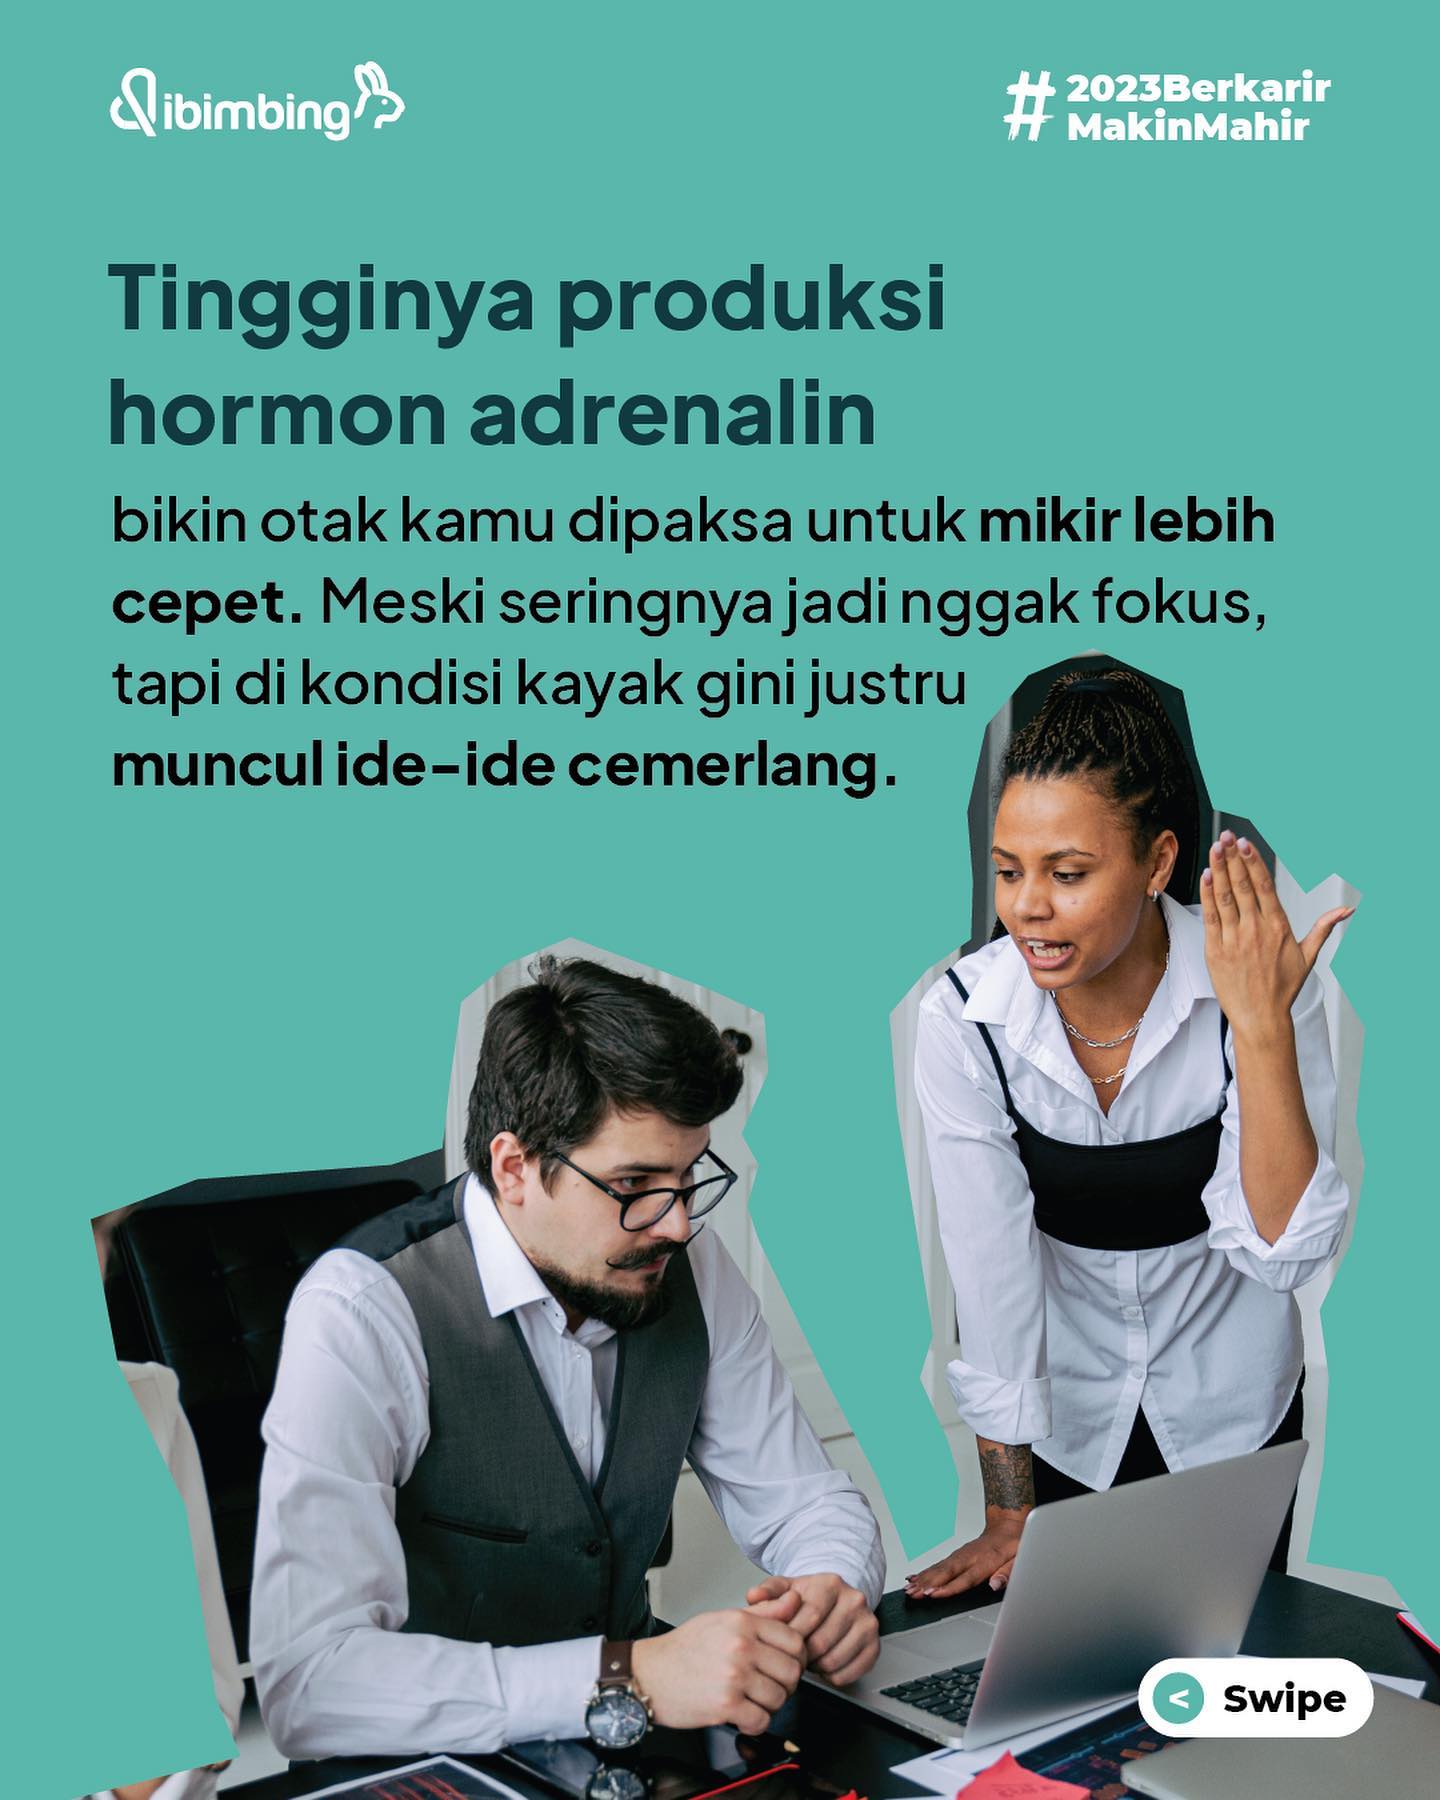 dibimbing
#2023Berkarir
MakinMahir
Tingginya produksi
hormon adrenalin
bikin otak kamu dipaksa untuk mikir lebih
cepet. Meski seringnya jadi nggak fokus,
tapi di kondisi kayak gini justru
muncul ide-ide cemerlang.
< Swipe